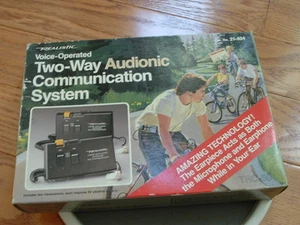 REALISTIC
Voice-Operated
Two-Way Audionic
Communication
System
AMAZING TECHNOLOGY!
The Earpiece Acts as Both
the Microphone and Earphone
While in Your Ear